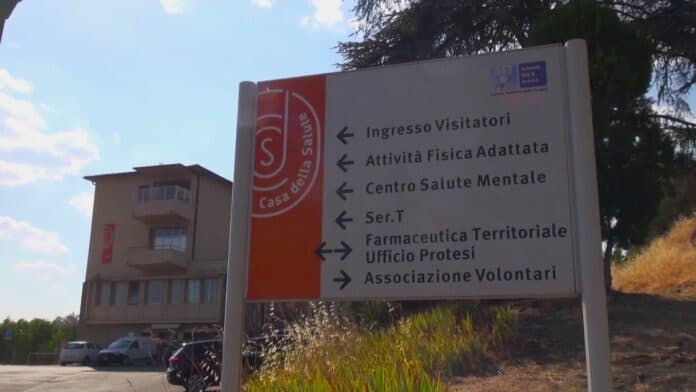 Casa della Salute
Ingresso Visitatori
Attività Fisica Adattata
Centro Salute Mentale
Ser.T
Farmaceutica Territoriale
Ufficio Protesi
Associazione Volontari